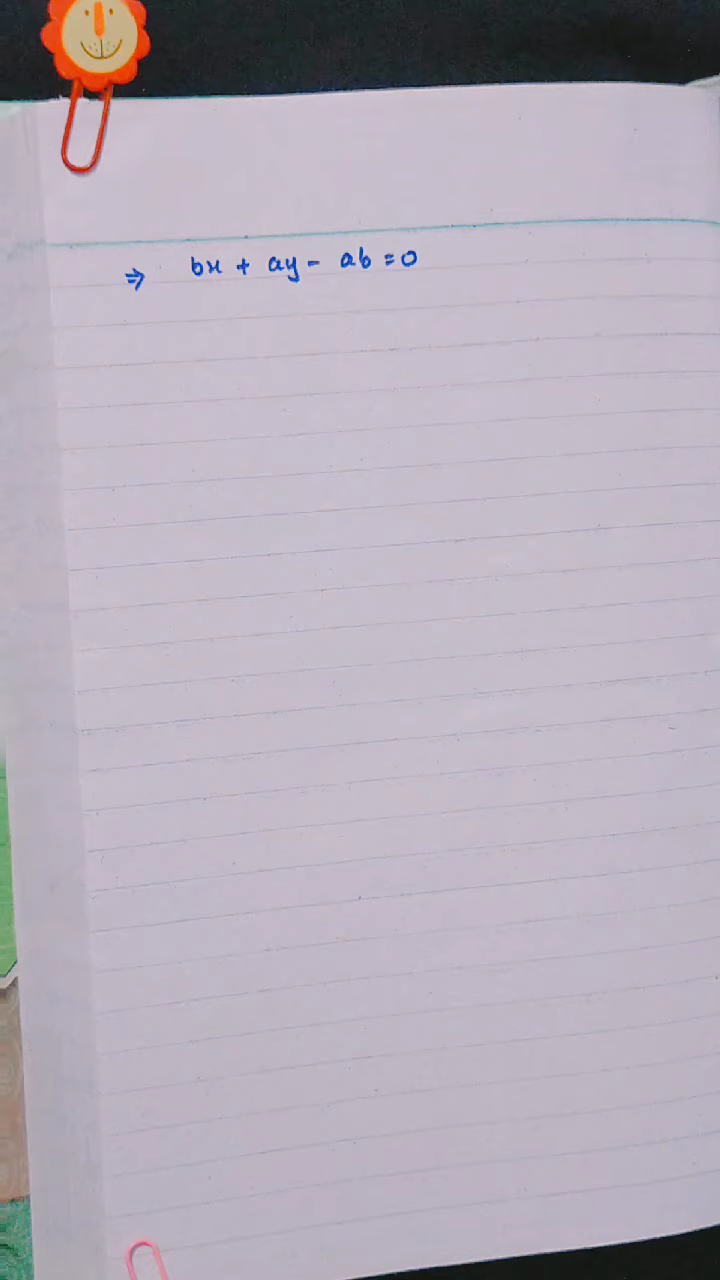 ⇒ bx + ay - ab = 0